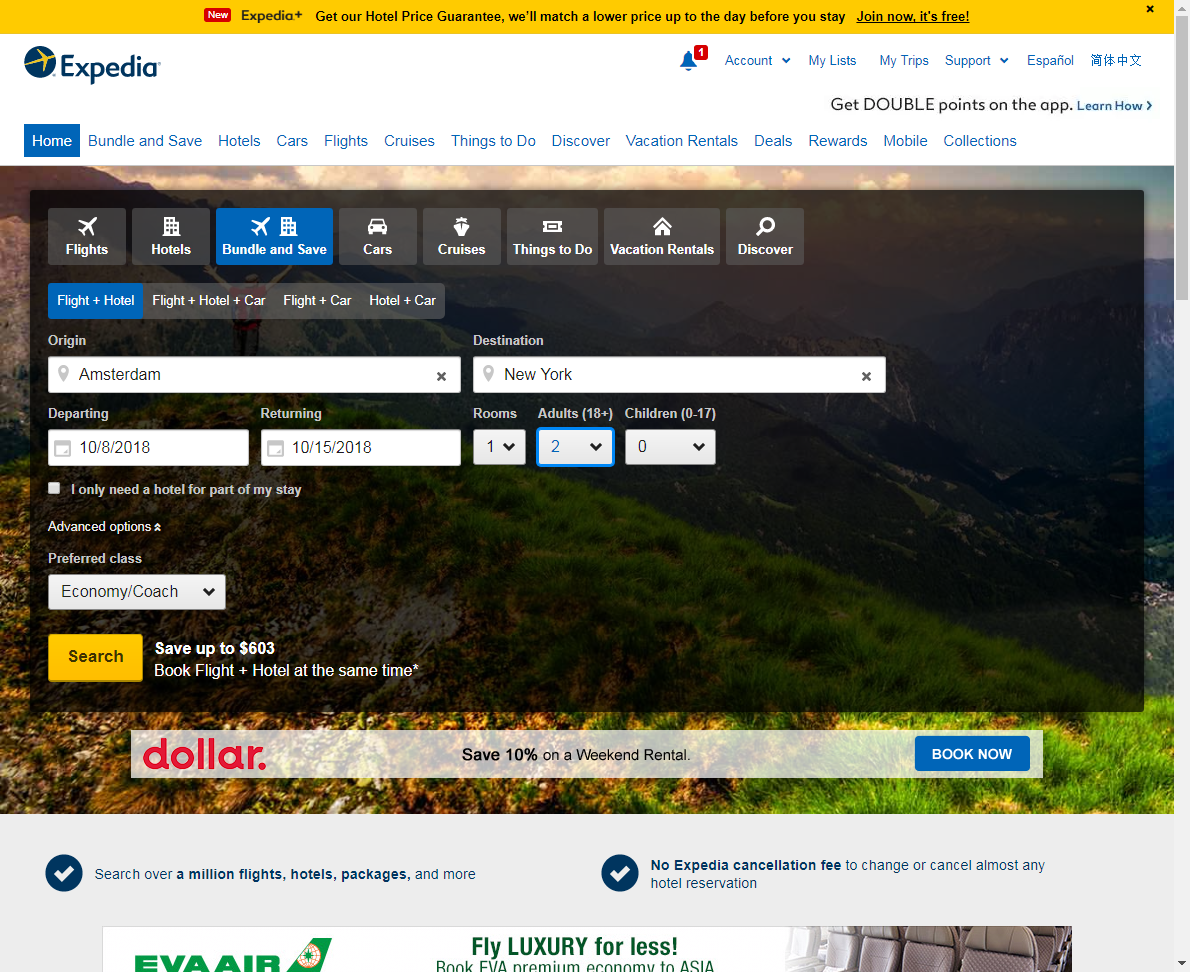 New Expedia+ Get our Hotel Price Guarantee, we'll match a lower price up to the day before you stay Join now, it's free!
Expedia
1 Account My Lists My Trips Support Español 简体中文
Get DOUBLE points on the app. Learn How
Home Bundle and Save Hotels Cars Flights Cruises Things to Do Discover Vacation Rentals Deals Rewards Mobile Collections
Flights Hotels Bundle and Save Cars Cruises Things to Do Vacation Rentals Discover
Flight + Hotel Flight + Hotel + Car Flight + Car Hotel + Car
Origin Destination
Amsterdam New York
Departing Returning Rooms Adults (18+) Children (0-17)
10/8/2018 10/15/2018 1 2 0
I only need a hotel for part of my stay
Advanced options
Preferred class
Economy/Coach
Search Save up to $603
Book Flight + Hotel at the same time*
dollar. Save 10% on a Weekend Rental. BOOK NOW
Search over a million flights, hotels, packages, and more
No Expedia cancellation fee to change or cancel almost any
hotel reservation
EVA AIR Fly LUXURY for less!
Book EVA premium economy to ASIA